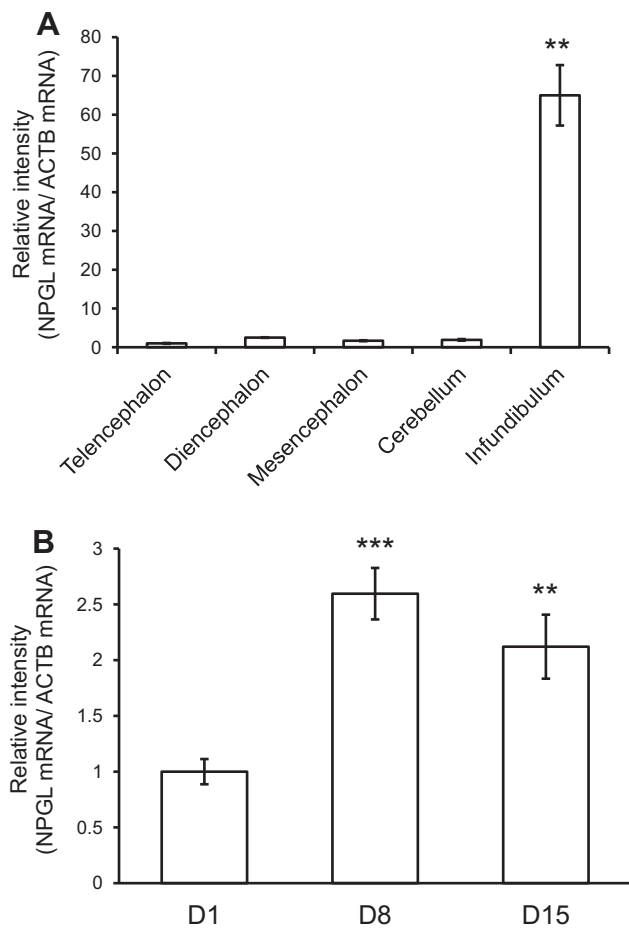 A
Relative intensity
(NPGL mRNA/ ACTB mRNA)
80
70
60
50
40
30
20
10
0
**
Telencephalon
Diencephalon
Mesencephalon
Cerebellum
Infundibulum
B
Relative intensity
(NPGL mRNA/ ACTB mRNA)
3
2.5
2
1.5
1
0.5
0
***
**
D1
D8
D15